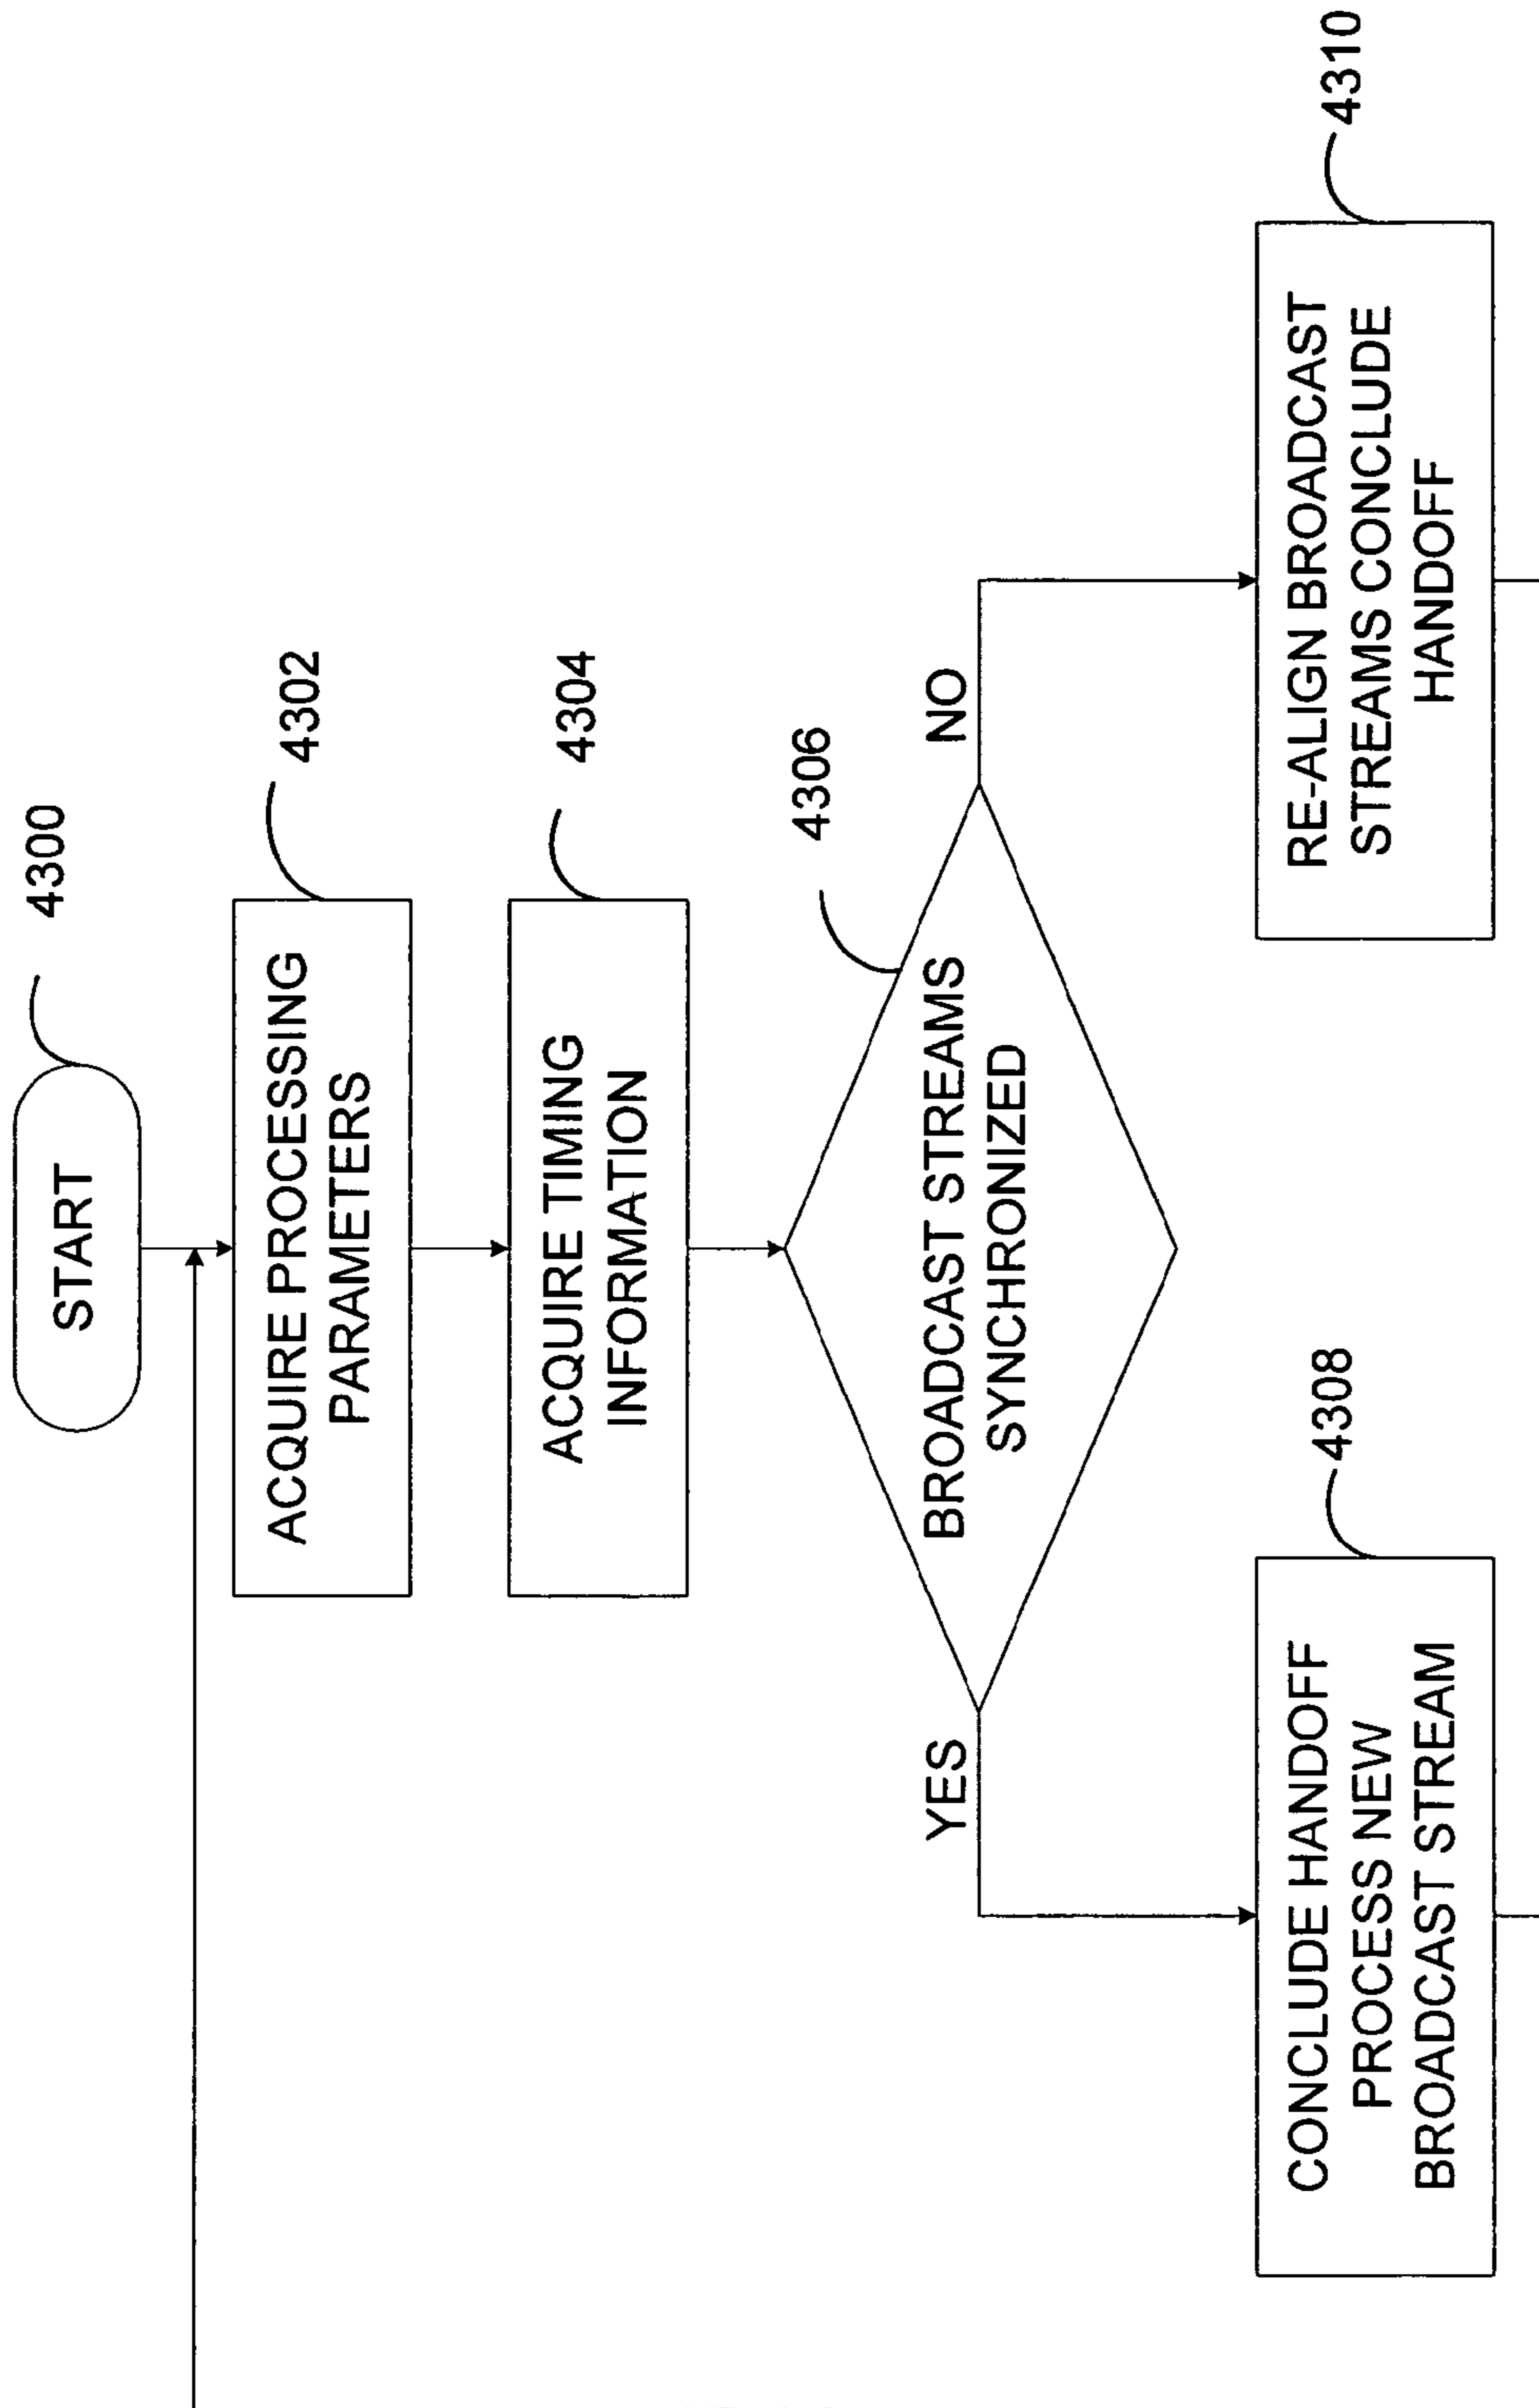 START
4300
ACQUIRE PROCESSING
PARAMETERS
4302
ACQUIRE TIMING
INFORMATION
4304
BROADCAST STREAMS
SYNCHRONIZED
4306
YES
NO
CONCLUDE HANDOFF
PROCESS NEW
BROADCAST STREAM
4308
RE-ALIGN BROADCAST
STREAMS CONCLUDE
HANDOFF
4310